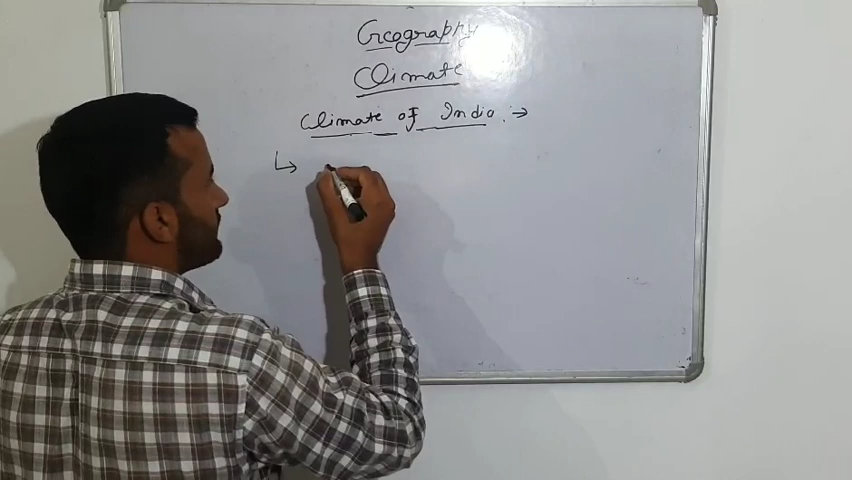 Geography
Climate
Climate of India. →
↳